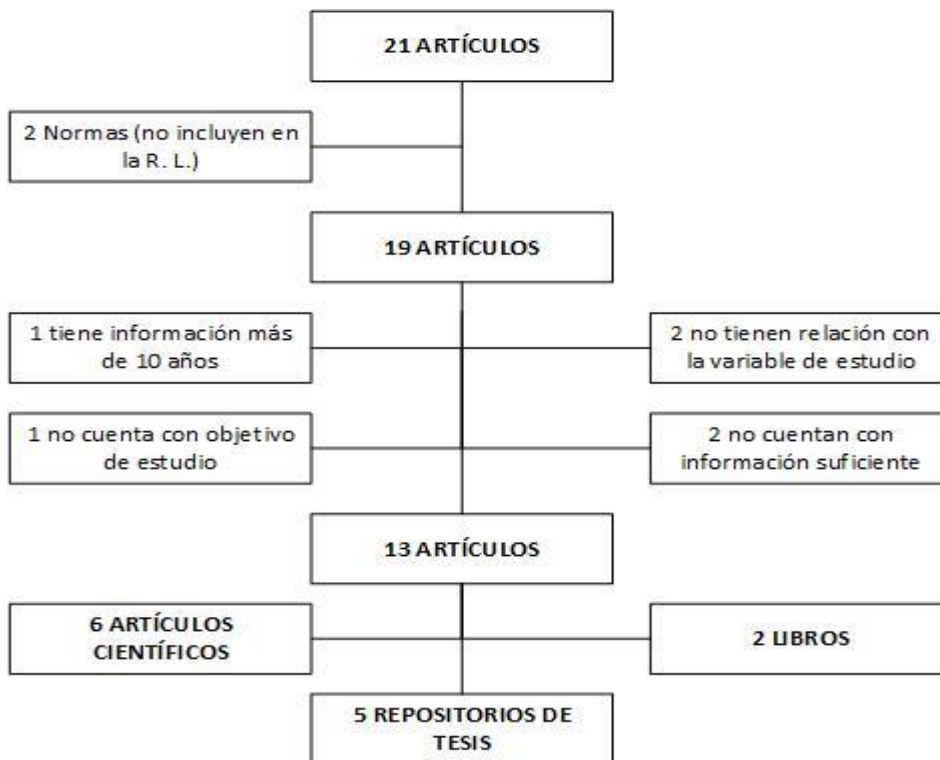 21 ARTÍCULOS
2 Normas (no incluyen en
la R. L.)
19 ARTÍCULOS
1 tiene información más
de 10 años
2 no tienen relación con
la variable de estudio
1 no cuenta con objetivo
de estudio
2 no cuentan con
información suficiente
13 ARTÍCULOS
6 ARTÍCULOS
CIENTÍFICOS
2 LIBROS
5 REPOSITORIOS DE
TESIS